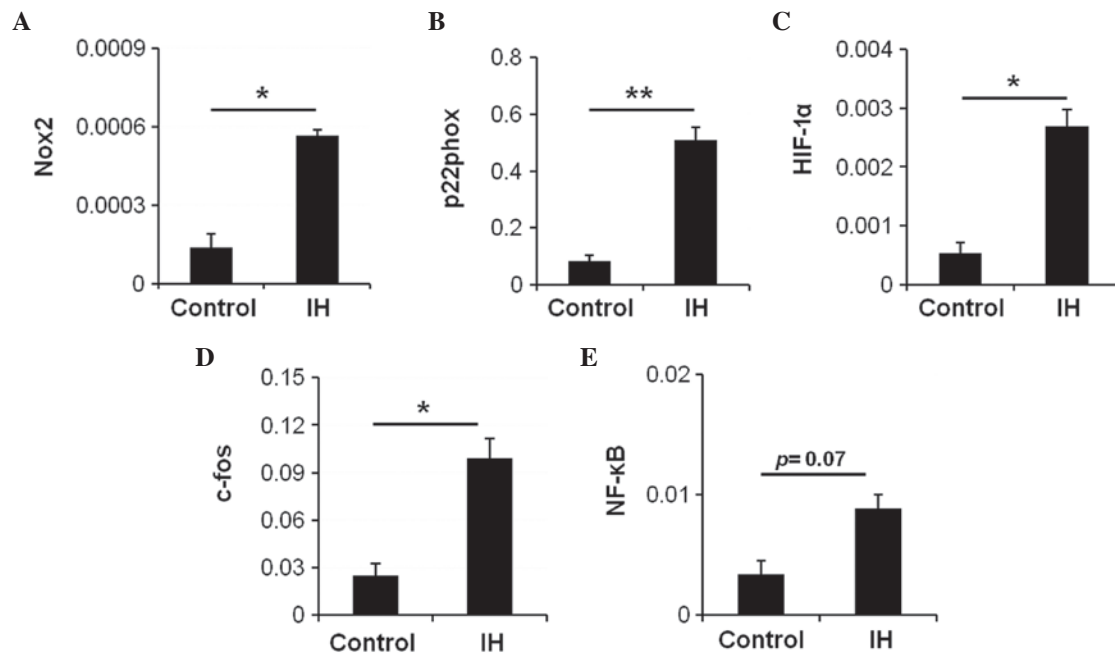 A
Nox2
0.0009
0.0006
0.0003
0
*
Control IH
B
p22phox
0.8
0.6
0.4
0.2
0
**
Control IH
C
HIF-1α
0.004
0.003
0.002
0.001
0
*
Control IH
D
c-fos
0.15
0.12
0.09
0.06
0.03
0
*
Control IH
E
NF-κB
0.02
0.01
0
p= 0.07
Control IH